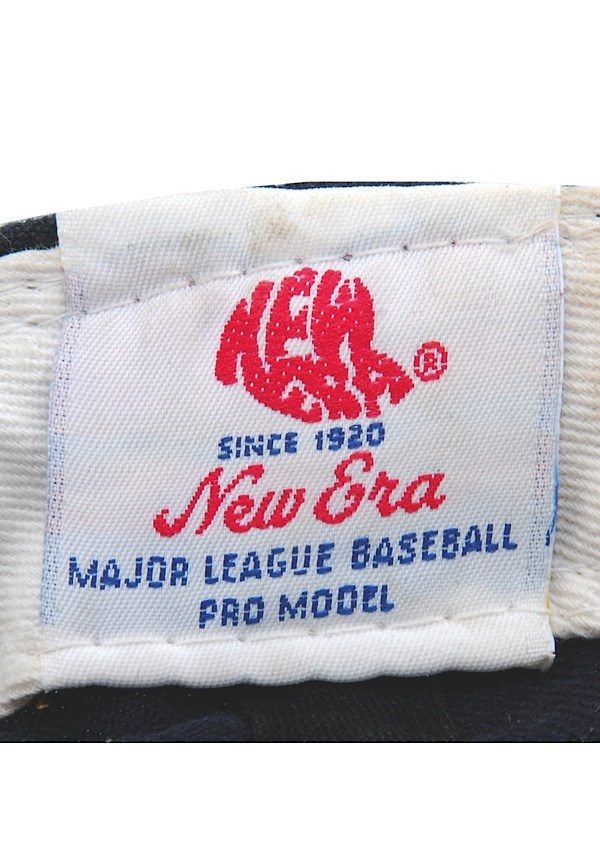 NEW
ERA ®
SINCE 1920
New Era
MAJOR LEAGUE BASEBALL
PRO MODEL